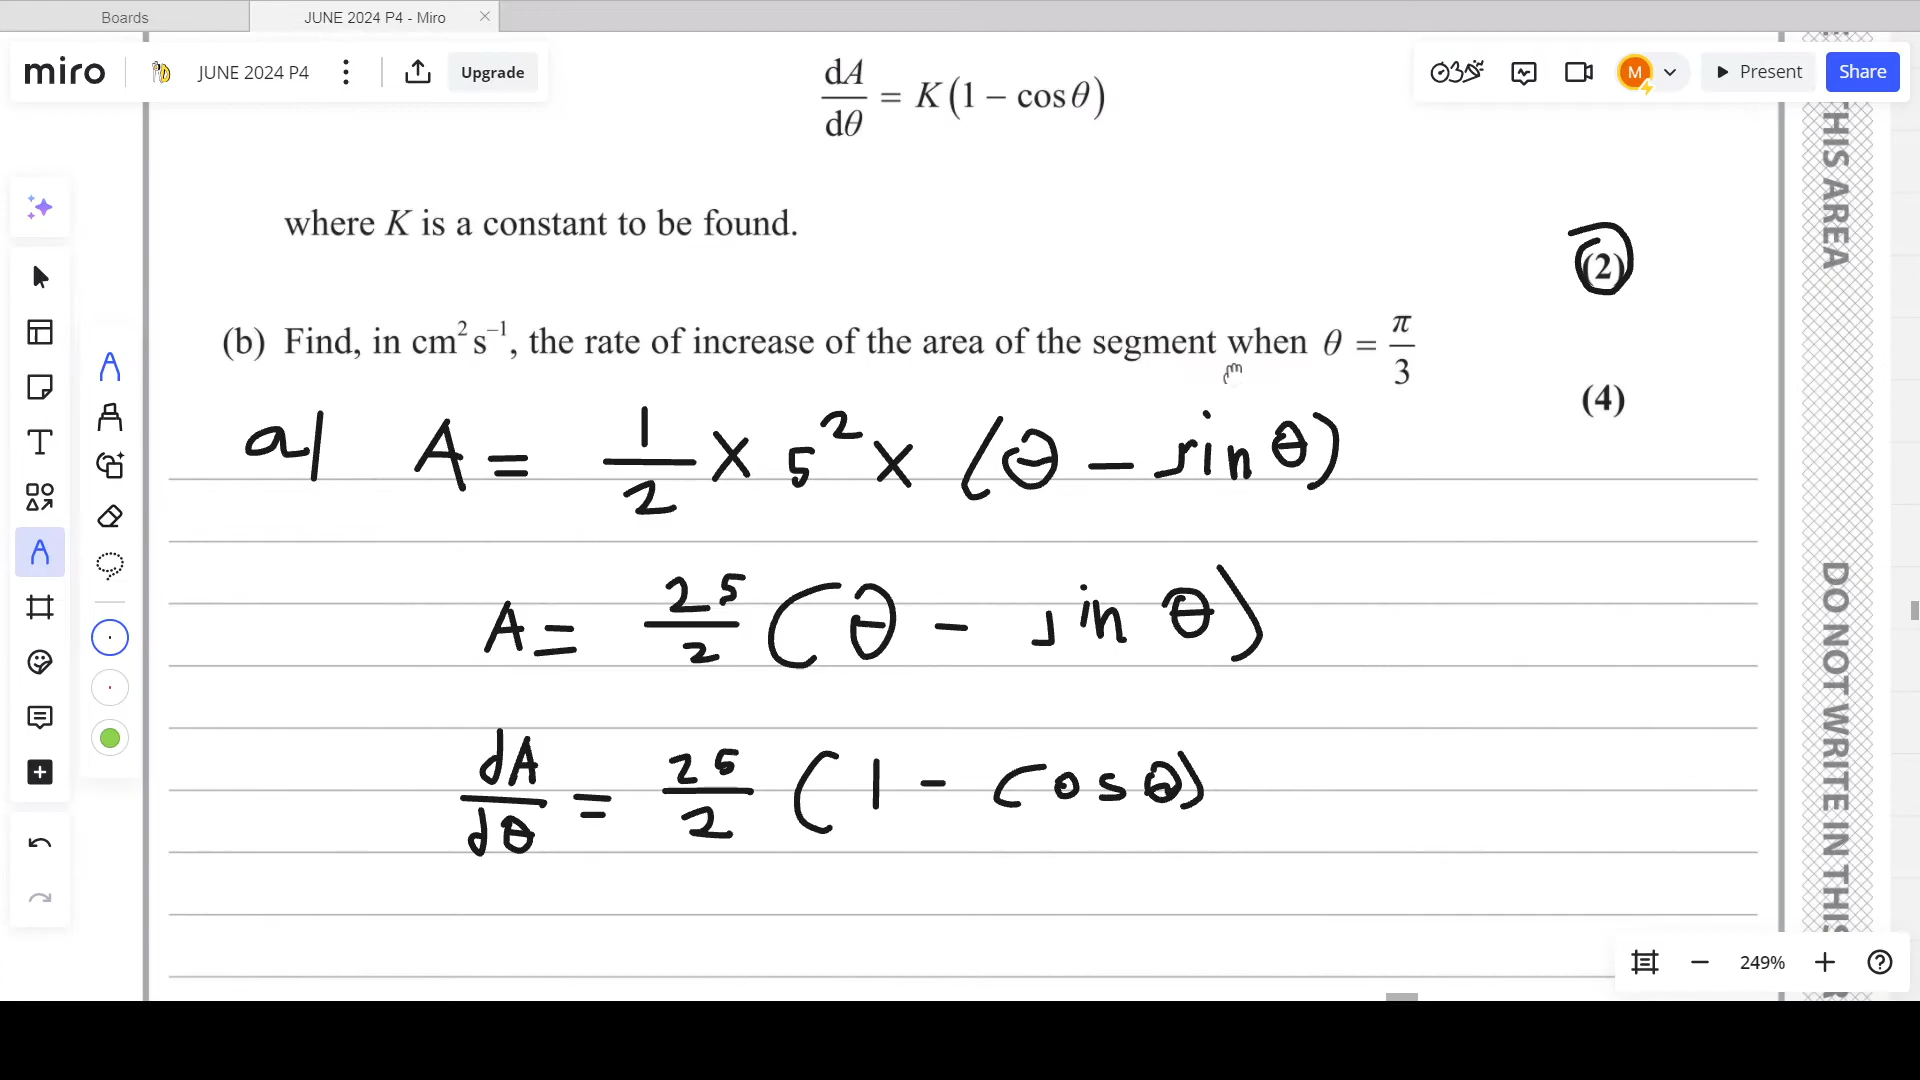 Boards
JUNE 2024 P4 - Miro
miro
JUNE 2024 P4
Upgrade
M
Present
Share
dA/dθ = K(1 − cos θ)
where K is a constant to be found.
(2)
(b) Find, in cm² s⁻¹, the rate of increase of the area of the segment when θ = π/3
(4)
a) A = 1/2 × 5² × (θ − sin θ)
A = 25/2 (θ − sin θ)
dA/dθ = 25/2 (1 − cos θ)
THIS AREA
DO NOT WRITE IN THIS
249%